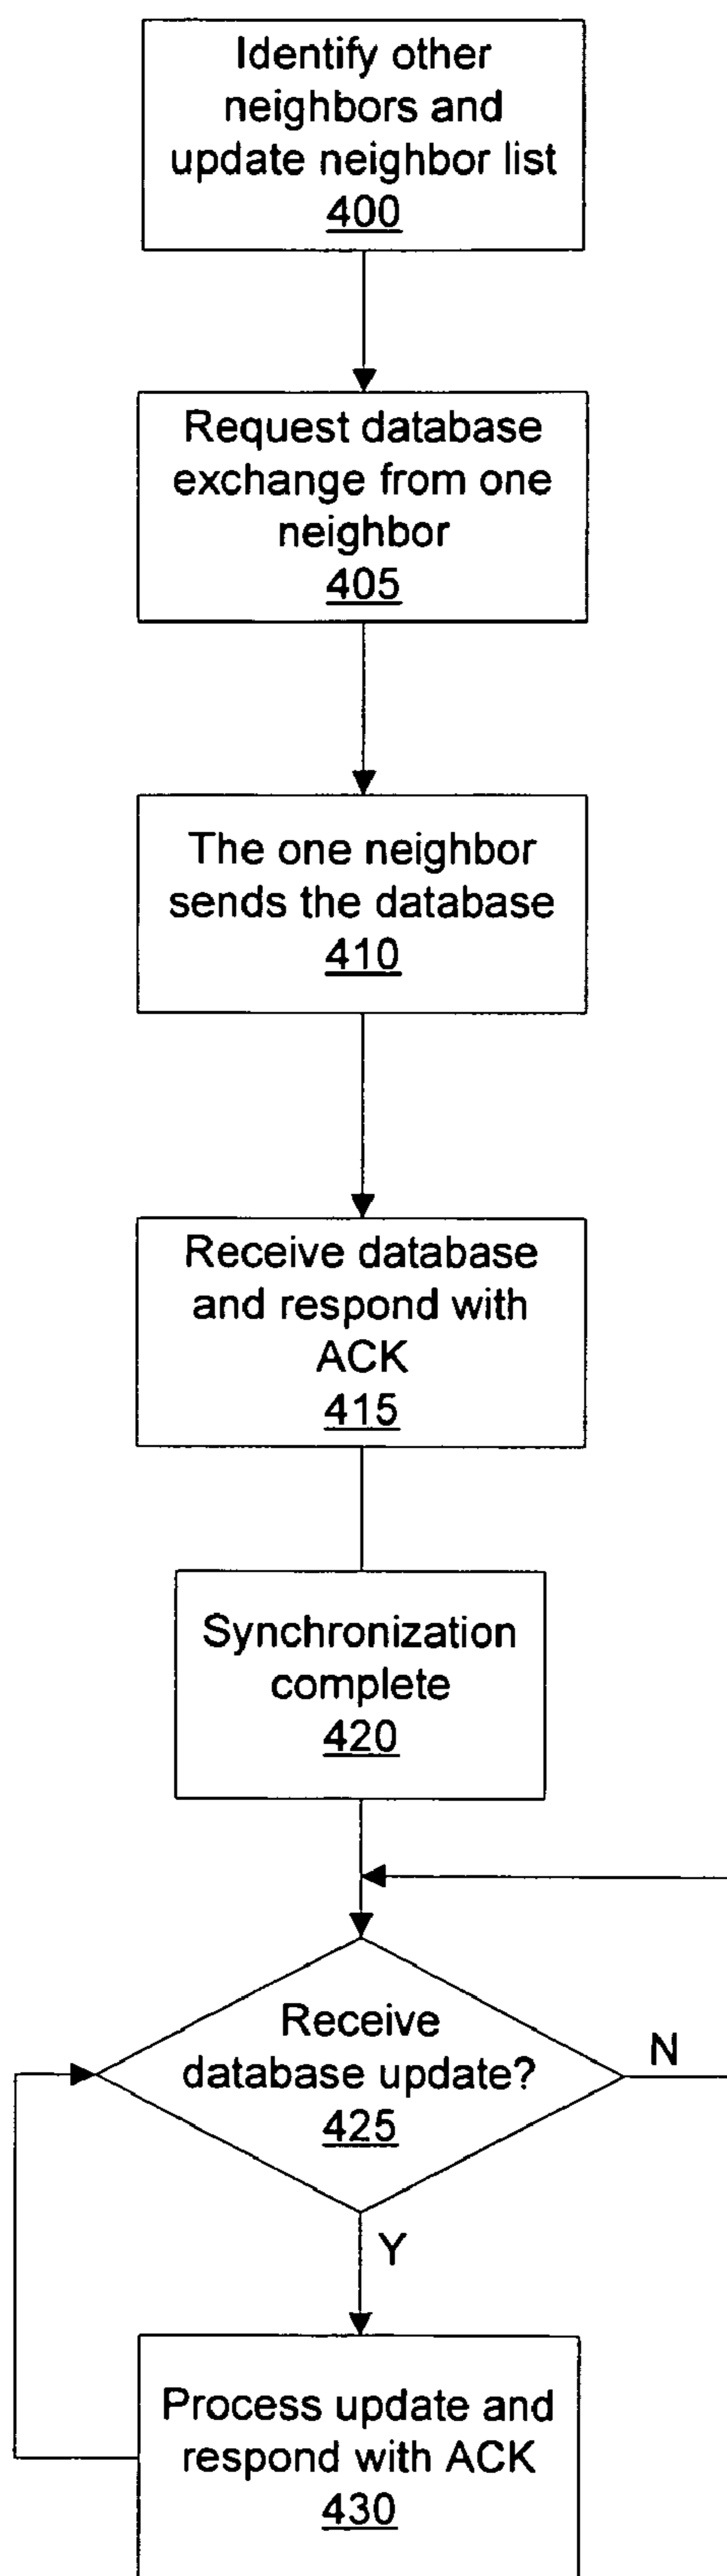 Identify other
neighbors and
update neighbor list
400
Request database
exchange from one
neighbor
405
The one neighbor
sends the database
410
Receive database
and respond with
ACK
415
Synchronization
complete
420
Receive
database update?
425
N
Y
Process update and
respond with ACK
430